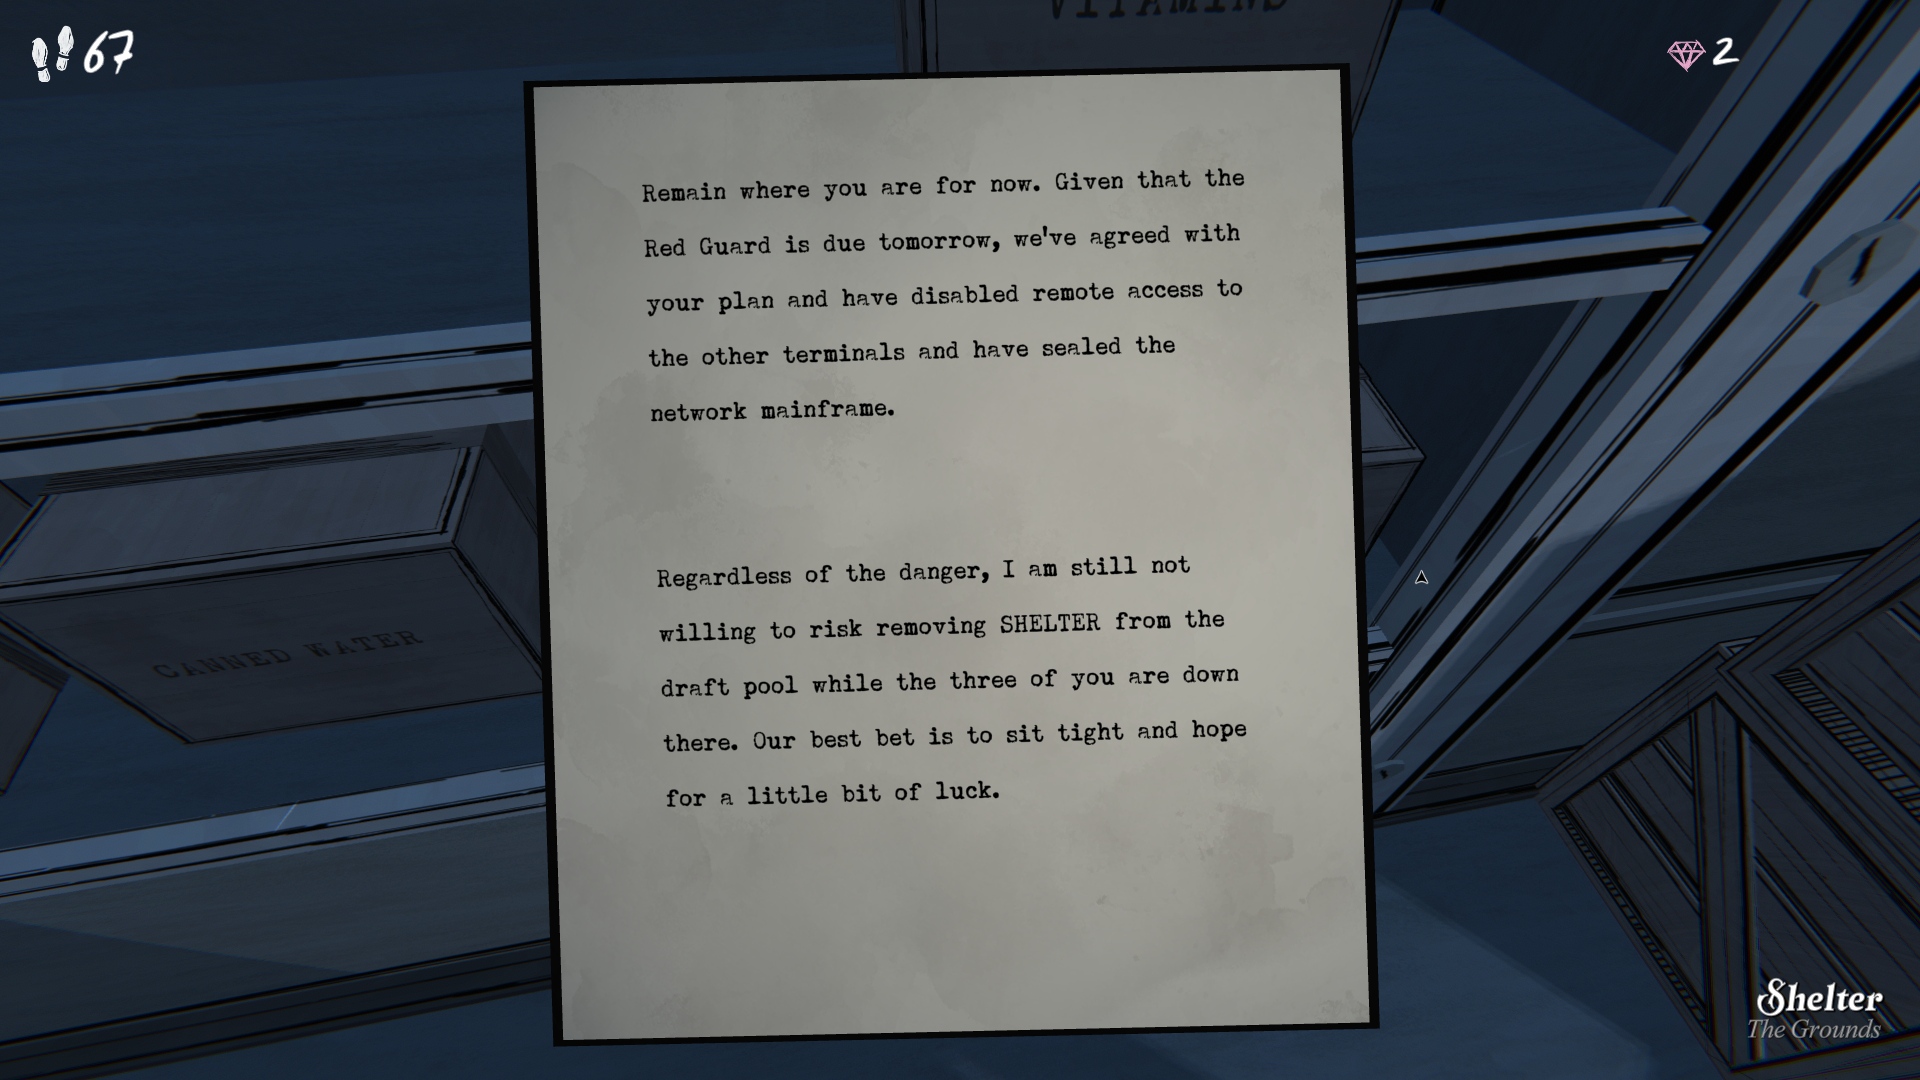 67
2
VITAMINS
Remain where you are for now. Given that the
Red Guard is due tomorrow, we've agreed with
your plan and have disabled remote access to
the other terminals and have sealed the
network mainframe.
Regardless of the danger, I am still not
willing to risk removing SHELTER from the
draft pool while the three of you are down
there. Our best bet is to sit tight and hope
for a little bit of luck.
CANNED WATER
Shelter
The Grounds